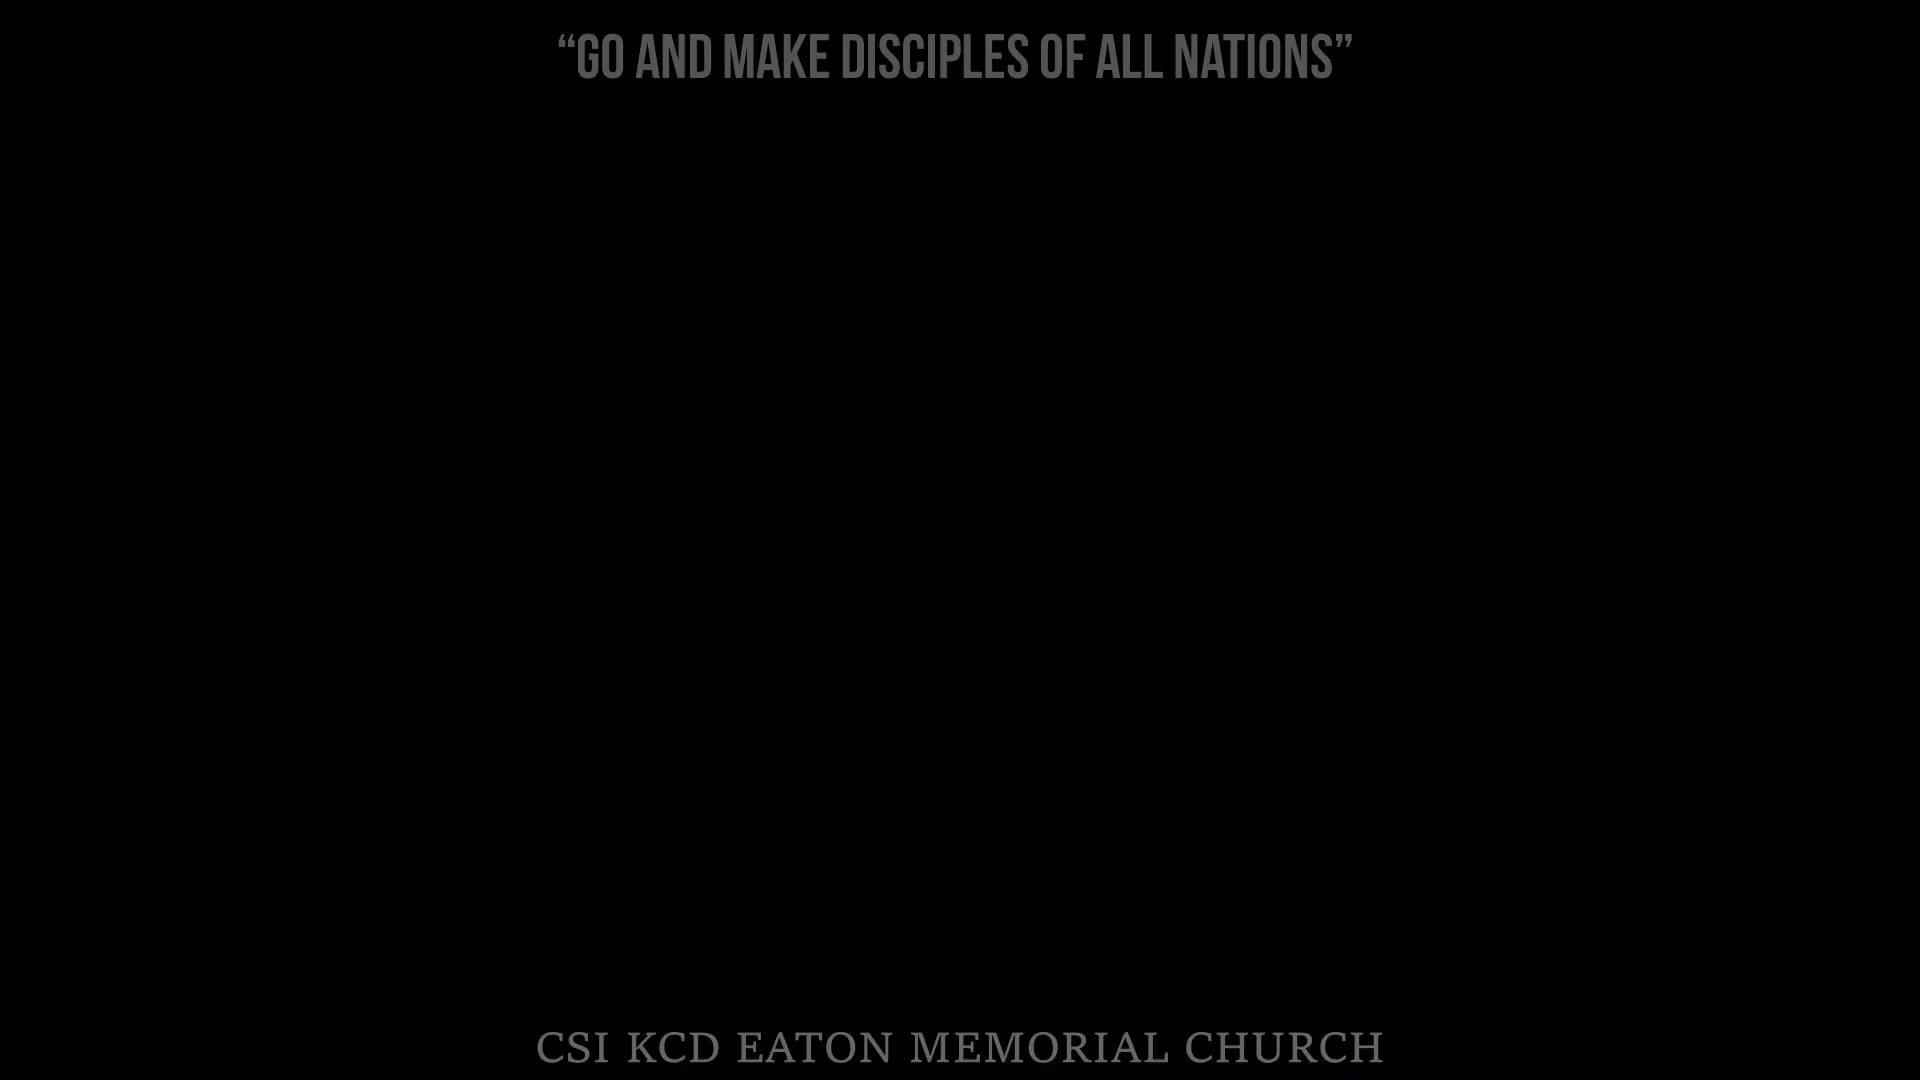 “GO AND MAKE DISCIPLES OF ALL NATIONS”
CSI KCD EATON MEMORIAL CHURCH